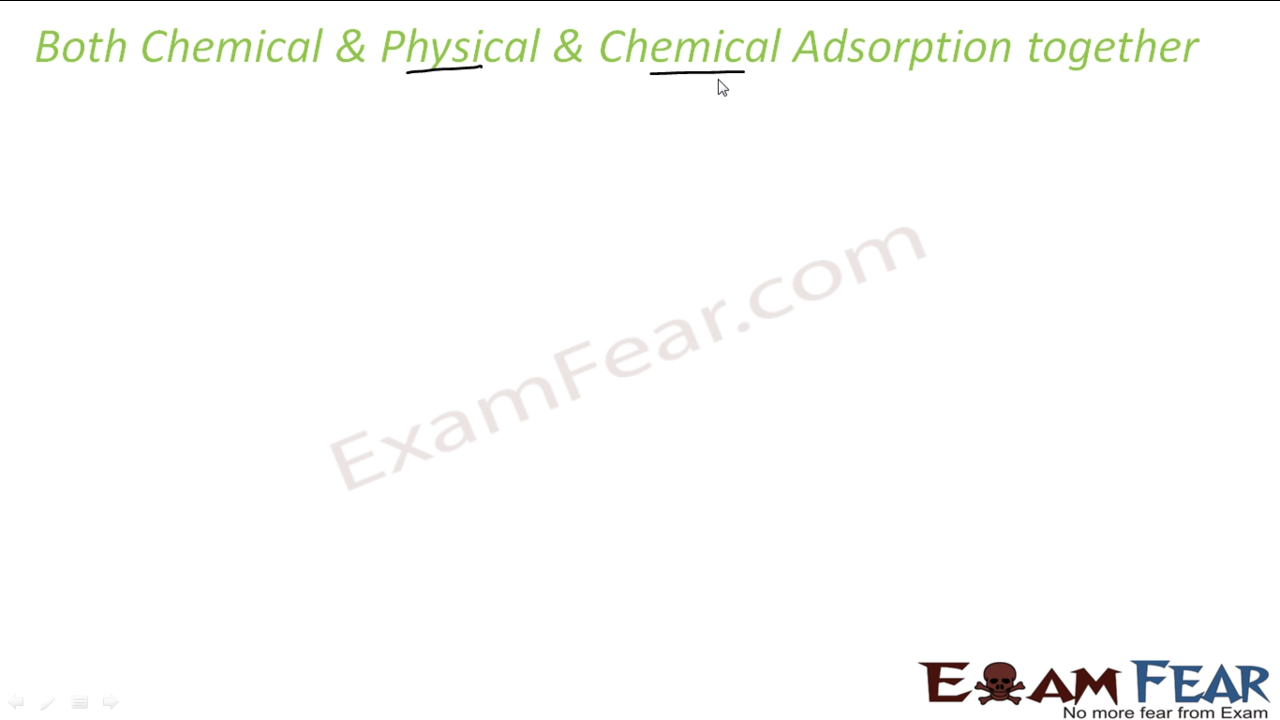 Both Chemical & Physical & Chemical Adsorption together
ExamFear.com
EXAM FEAR
No more fear from Exam